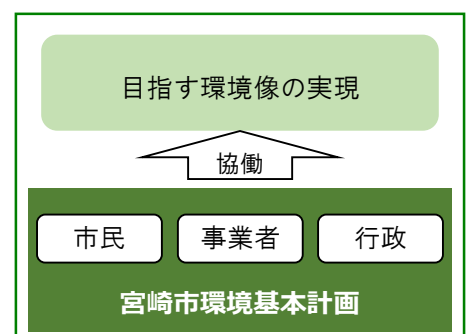 目指す環境像の実現
協働
市民 事業者 行政
宮崎市環境基本計画